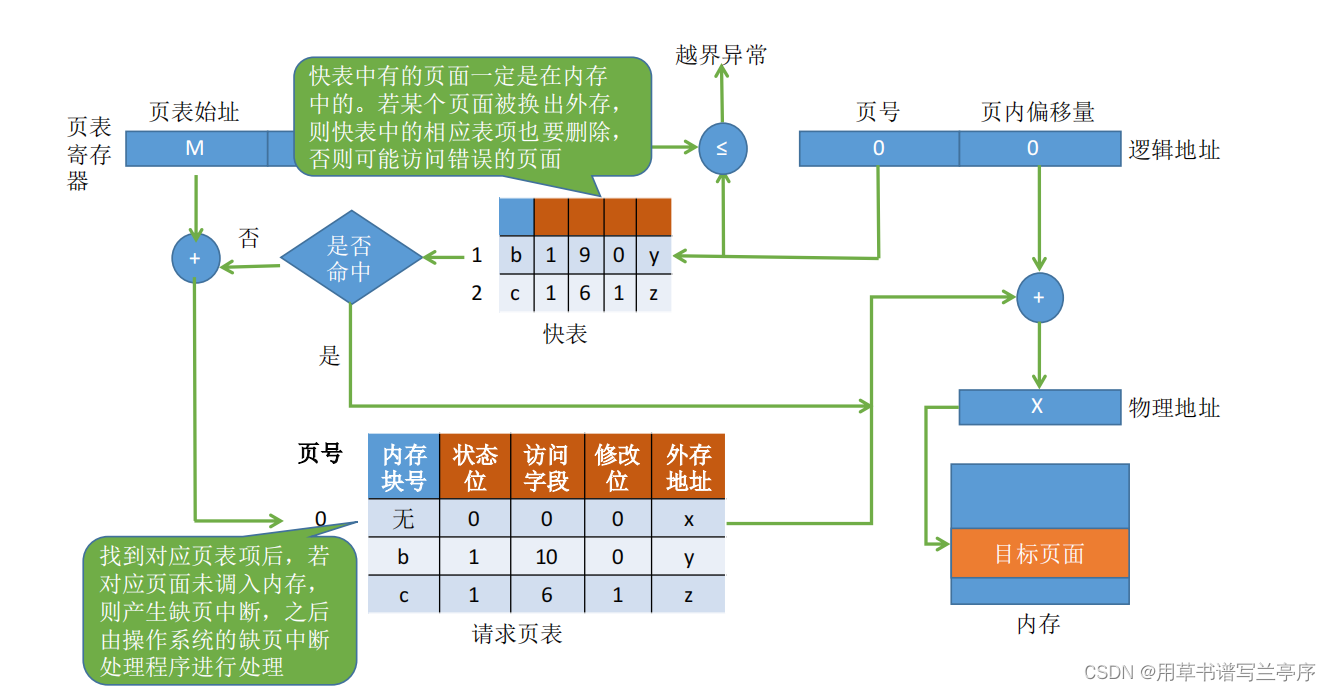 越界异常
快表中有的页面一定是在内存
中的。若某个页面被换出外存，
则快表中的相应表项也要删除，
否则可能访问错误的页面
页表始址
页号 页内偏移量
页表
寄存
器
M
≤
0 0
逻辑地址
+
否
是否
命中
1 b 1 9 0 y
2 c 1 6 1 z
快表
+
是
X
物理地址
页号
内存
块号
状态
位
访问
字段
修改
位
外存
地址
0 无 0 0 0 x
b 1 10 0 y
c 1 6 1 z
请求页表
找到对应页表项后，若
对应页面未调入内存，
则产生缺页中断，之后
由操作系统的缺页中断
处理程序进行处理
目标页面
内存
CSDN @用草书谱写兰亭序